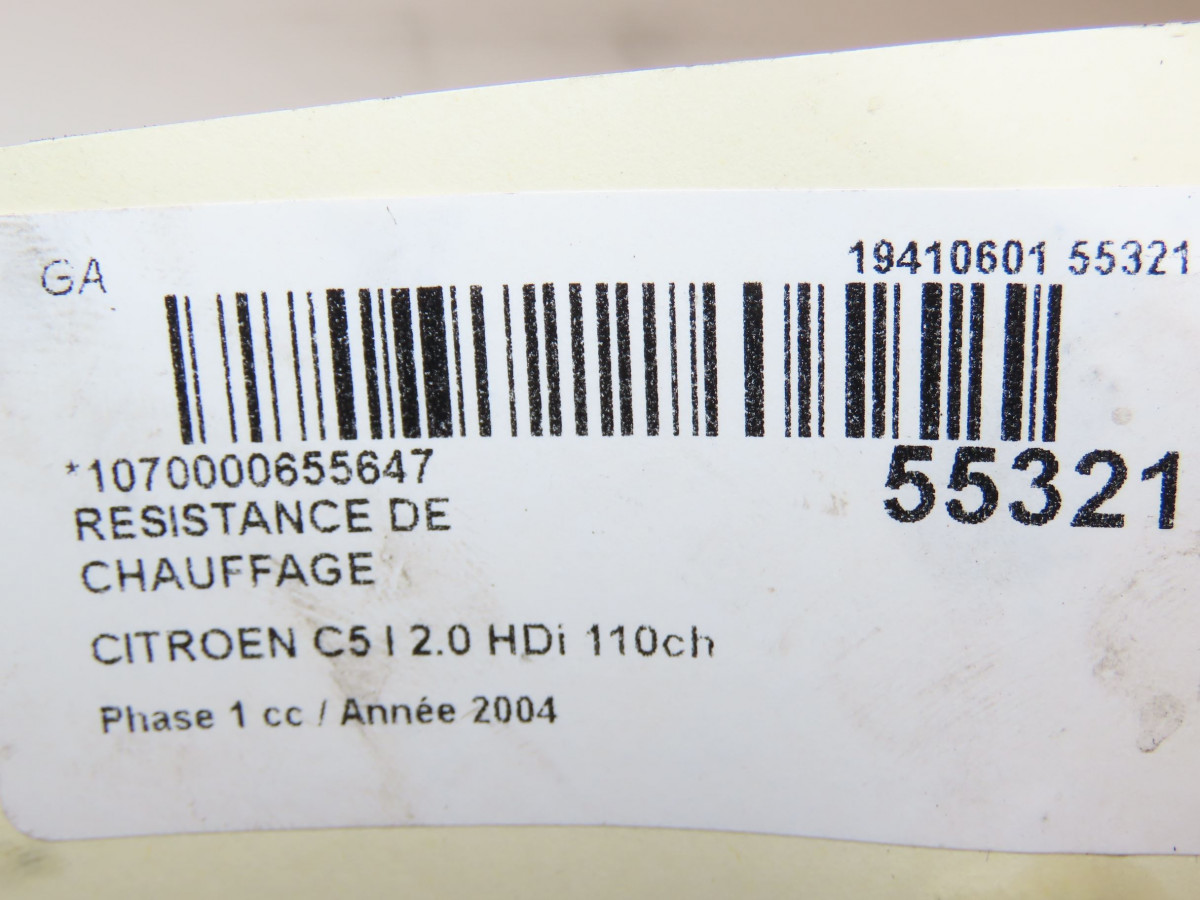 GA
19410601 55321
*1070000655647
55321
RESISTANCE DE
CHAUFFAGE
CITROEN C5 I 2.0 HDi 110ch
Phase 1 cc / Année 2004